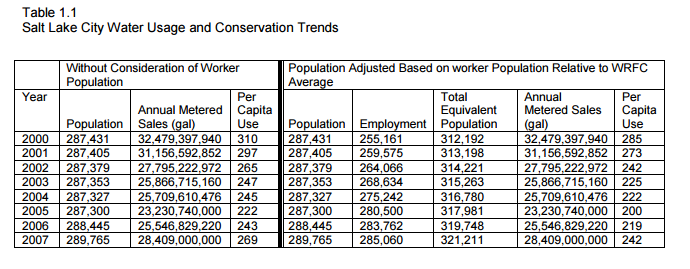 Table 1.1
Salt Lake City Water Usage and Conservation Trends
Without Consideration of Worker Population Population Adjusted Based on worker Population Relative to WRFC Average
Year Population Annual Metered Sales (gal) Per Capita Use Population Employment Total Equivalent Population Annual Metered Sales (gal) Per Capita Use
2000 287,431 32,479,397,940 310 287,431 255,161 312,192 32,479,397,940 285
2001 287,405 31,156,592,852 297 287,405 259,575 313,198 31,156,592,852 273
2002 287,379 27,795,222,972 265 287,379 264,066 314,221 27,795,222,972 242
2003 287,353 25,866,715,160 247 287,353 268,634 315,263 25,866,715,160 225
2004 287,327 25,709,610,476 245 287,327 275,242 316,780 25,709,610,476 222
2005 287,300 23,230,740,000 222 287,300 280,500 317,981 23,230,740,000 200
2006 288,445 25,546,829,220 243 288,445 283,762 319,748 25,546,829,220 219
2007 289,765 28,409,000,000 269 289,765 285,060 321,211 28,409,000,000 242